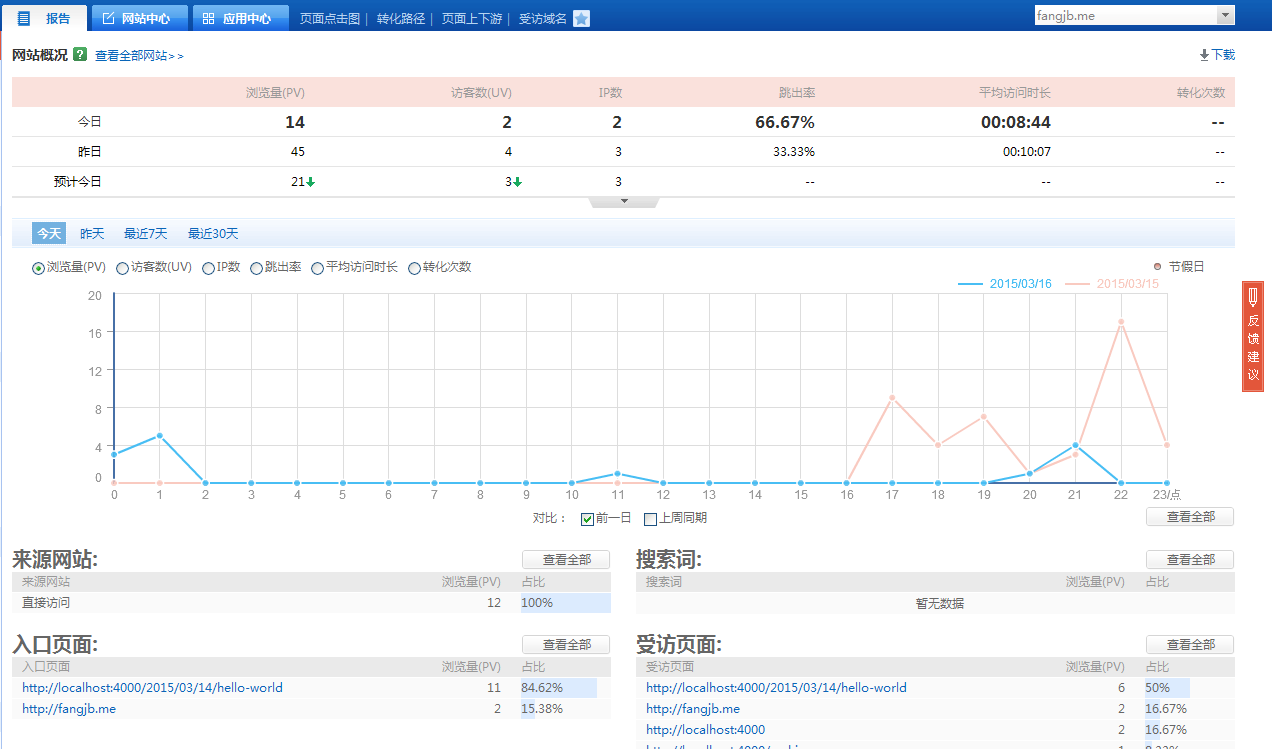 报告 网站中心 应用中心 页面点击图 | 转化路径 | 页面上下游 | 受访域名 fangjb.me
网站概况 ? 查看全部网站>> 下载
浏览量(PV) 访客数(UV) IP数 跳出率 平均访问时长 转化次数
今日 14 2 2 66.67% 00:08:44 --
昨日 45 4 3 33.33% 00:10:07 --
预计今日 21 3 3 -- -- --
今天 昨天 最近7天 最近30天
浏览量(PV) 访客数(UV) IP数 跳出率 平均访问时长 转化次数 节假日
2015/03/16 2015/03/15
20
16
12
8
4
0
0 1 2 3 4 5 6 7 8 9 10 11 12 13 14 15 16 17 18 19 20 21 22 23/点
反馈建议
对比： 前一日 上周同期 查看全部
来源网站: 查看全部
来源网站 浏览量(PV) 占比
直接访问 12 100%
搜索词: 查看全部
搜索词 浏览量(PV) 占比
暂无数据
入口页面: 查看全部
入口页面 浏览量(PV) 占比
http://localhost:4000/2015/03/14/hello-world 11 84.62%
http://fangjb.me 2 15.38%
受访页面: 查看全部
受访页面 浏览量(PV) 占比
http://localhost:4000/2015/03/14/hello-world 6 50%
http://fangjb.me 2 16.67%
http://localhost:4000 2 16.67%